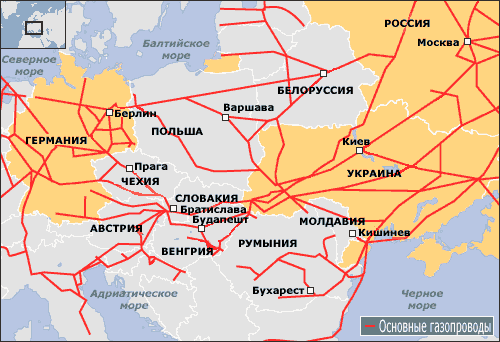 РОССИЯ
Москва
Балтийское
море
Северное
море
БЕЛОРУССИЯ
Варшава
Берлин
ПОЛЬША
ГЕРМАНИЯ
Киев
Прага
УКРАИНА
ЧЕХИЯ
СЛОВАКИЯ
Братислава
Будапешт
МОЛДАВИЯ
АВСТРИЯ
Кишинев
РУМЫНИЯ
ВЕНГРИЯ
Адриатическое
море
Бухарест
Черное
море
Основные газопроводы